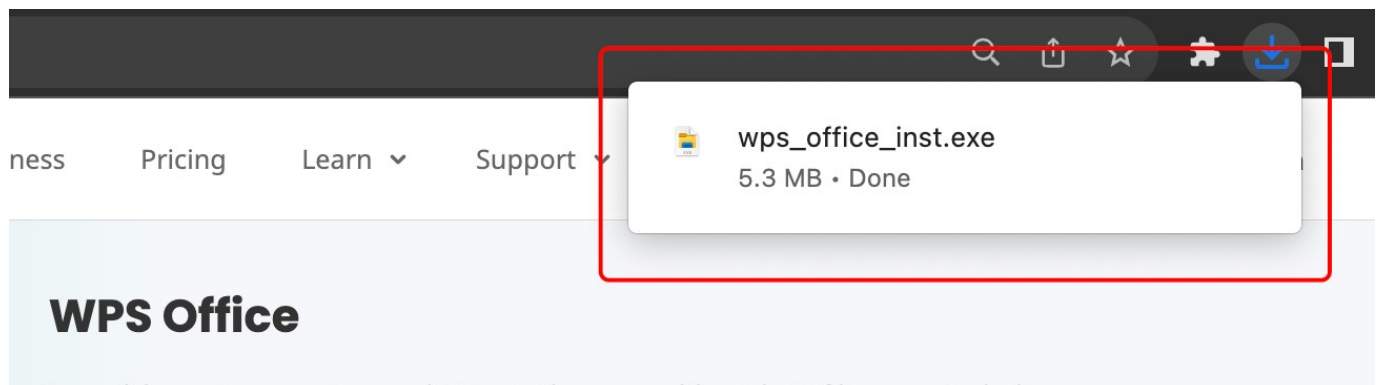 ness Pricing Learn Support
wps_office_inst.exe
5.3 MB • Done
WPS Office